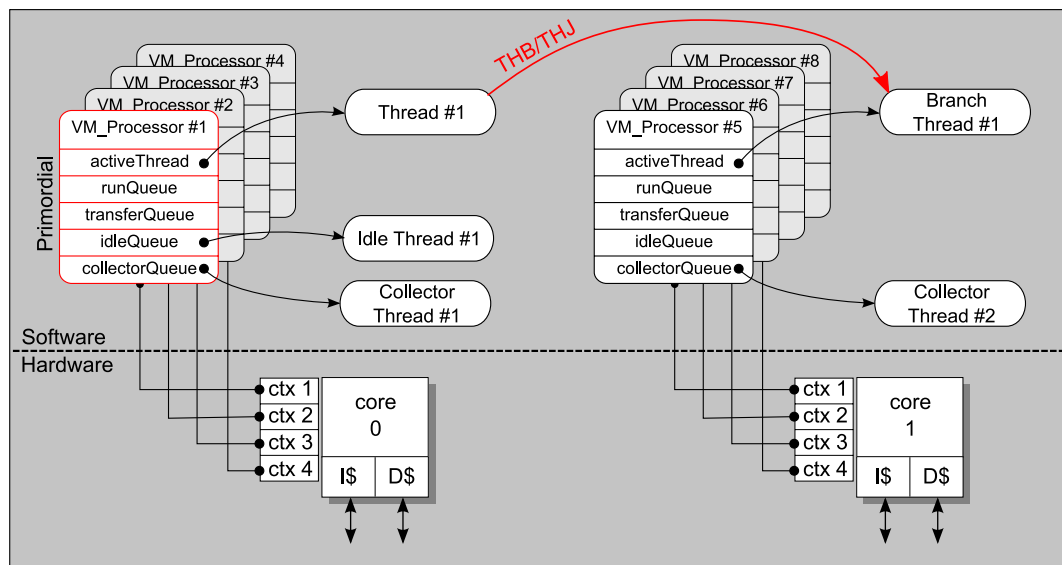 VM_Processor #4
VM_Processor #3
VM_Processor #2
VM_Processor #1
activeThread
runQueue
transferQueue
idleQueue
collectorQueue
Primordial
Thread #1
Idle Thread #1
Collector
Thread #1
THB/THJ
VM_Processor #8
VM_Processor #7
VM_Processor #6
VM_Processor #5
activeThread
runQueue
transferQueue
idleQueue
collectorQueue
Branch
Thread #1
Collector
Thread #2
Software
Hardware
ctx 1
ctx 2
ctx 3
ctx 4
core
0
I$
D$
ctx 1
ctx 2
ctx 3
ctx 4
core
1
I$
D$